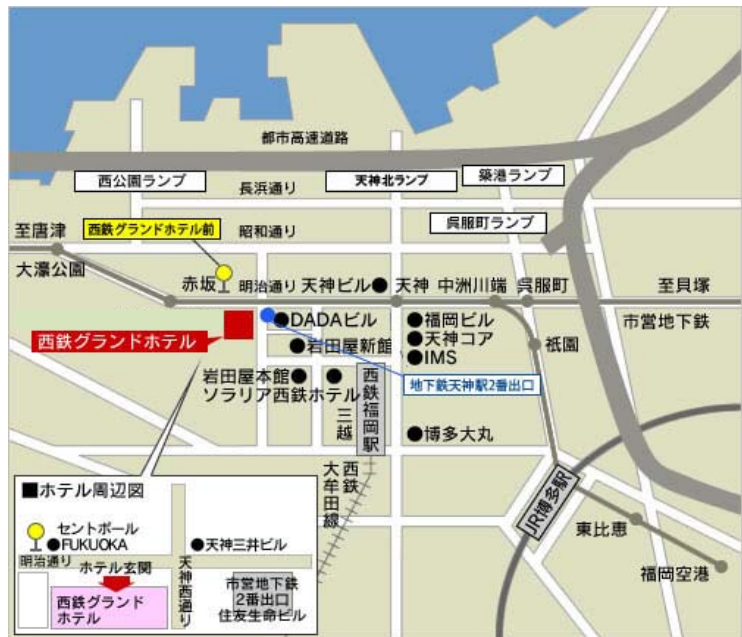 都市高速道路
西公園ランプ
天神北ランプ
築港ランプ
長浜通り
呉服町ランプ
至唐津
西鉄グランドホテル前
昭和通り
大濠公園
赤坂
明治通り
天神ビル●
天神
中洲川端
呉服町
至貝塚
●DADAビル
●福岡ビル
市営地下鉄
西鉄グランドホテル
●岩田屋新館
●天神コア
祇園
●IMS
岩田屋本館●
地下鉄天神駅2番出口
ソラリア西鉄ホテル
三越
西鉄福岡駅
●博多大丸
西鉄
大牟田線
JR博多駅
東比恵
福岡空港
■ホテル周辺図
セントポール
●FUKUOKA
●天神三井ビル
明治通り
ホテル玄関
天神西通り
西鉄グランド
ホテル
市営地下鉄
2番出口
住友生命ビル